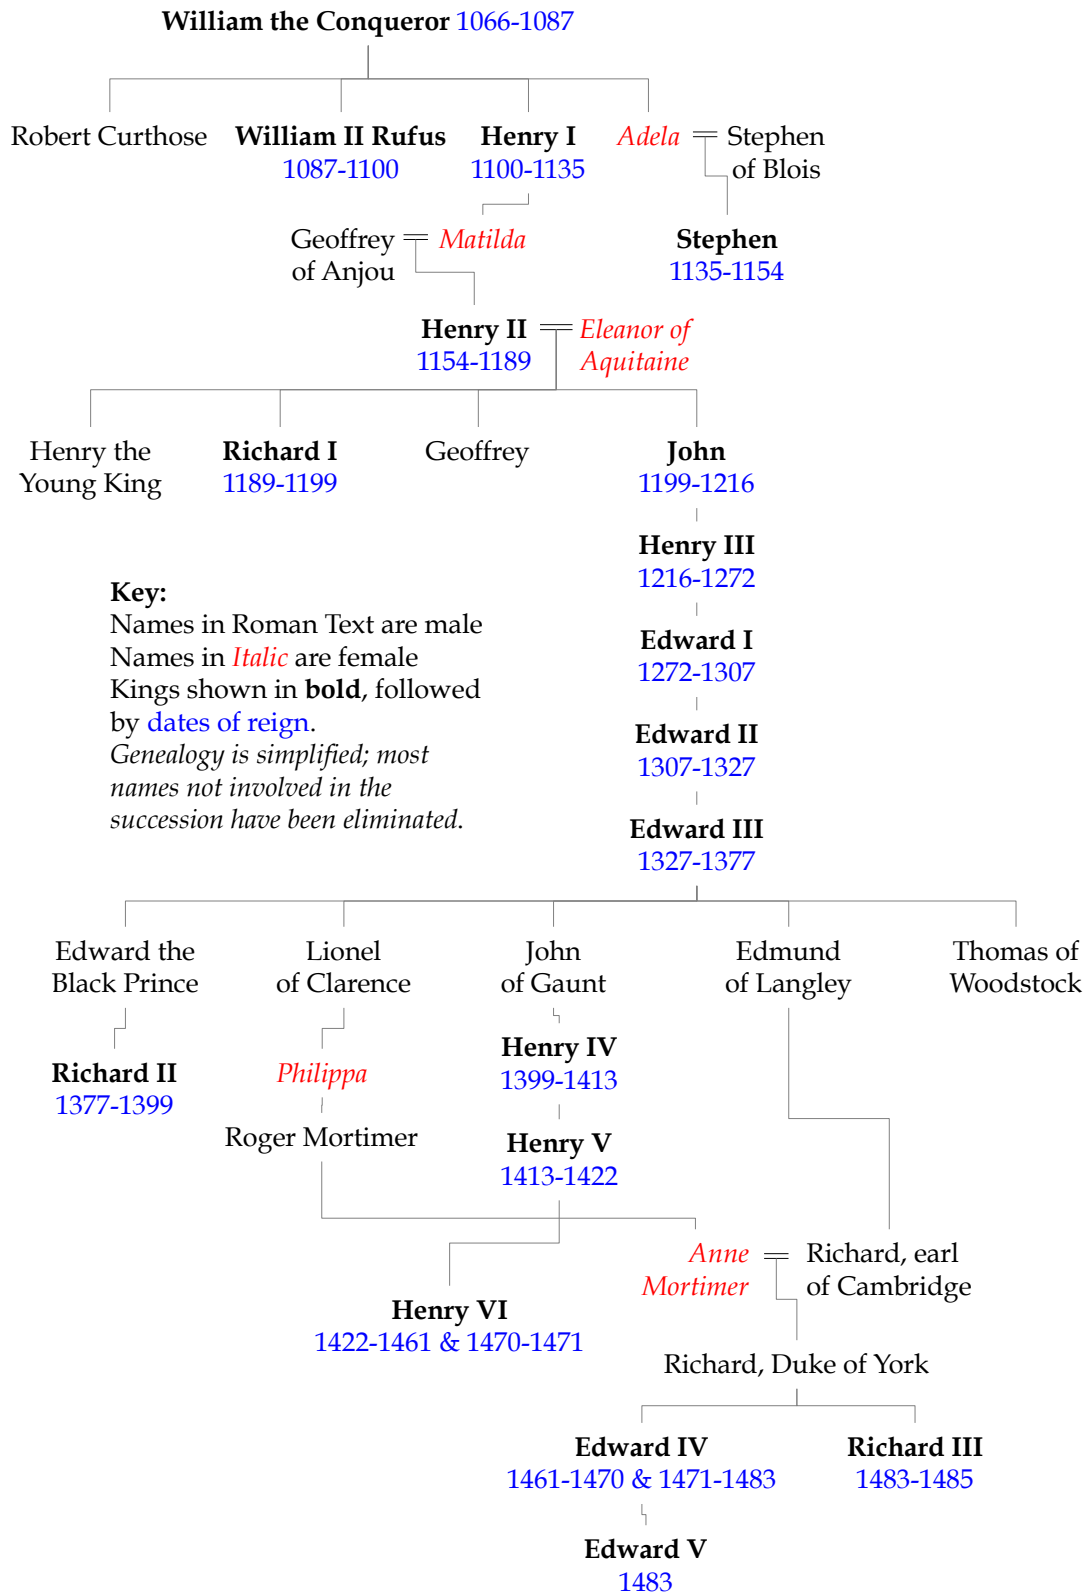 William the Conqueror 1066-1087
Robert Curthose
William II Rufus
1087-1100
Henry I
1100-1135
Adela
Stephen
of Blois
Geoffrey
of Anjou
Matilda
Stephen
1135-1154
Henry II
1154-1189
Eleanor of
Aquitaine
Henry the
Young King
Richard I
1189-1199
Geoffrey
John
1199-1216
Henry III
1216-1272
Key:
Names in Roman Text are male
Names in Italic are female
Kings shown in bold, followed
by dates of reign.
Genealogy is simplified; most
names not involved in the
succession have been eliminated.
Edward I
1272-1307
Edward II
1307-1327
Edward III
1327-1377
Edward the
Black Prince
Lionel
of Clarence
John
of Gaunt
Edmund
of Langley
Thomas of
Woodstock
Richard II
1377-1399
Philippa
Henry IV
1399-1413
Roger Mortimer
Henry V
1413-1422
Anne
Mortimer
Richard, earl
of Cambridge
Henry VI
1422-1461 & 1470-1471
Richard, Duke of York
Edward IV
1461-1470 & 1471-1483
Richard III
1483-1485
Edward V
1483